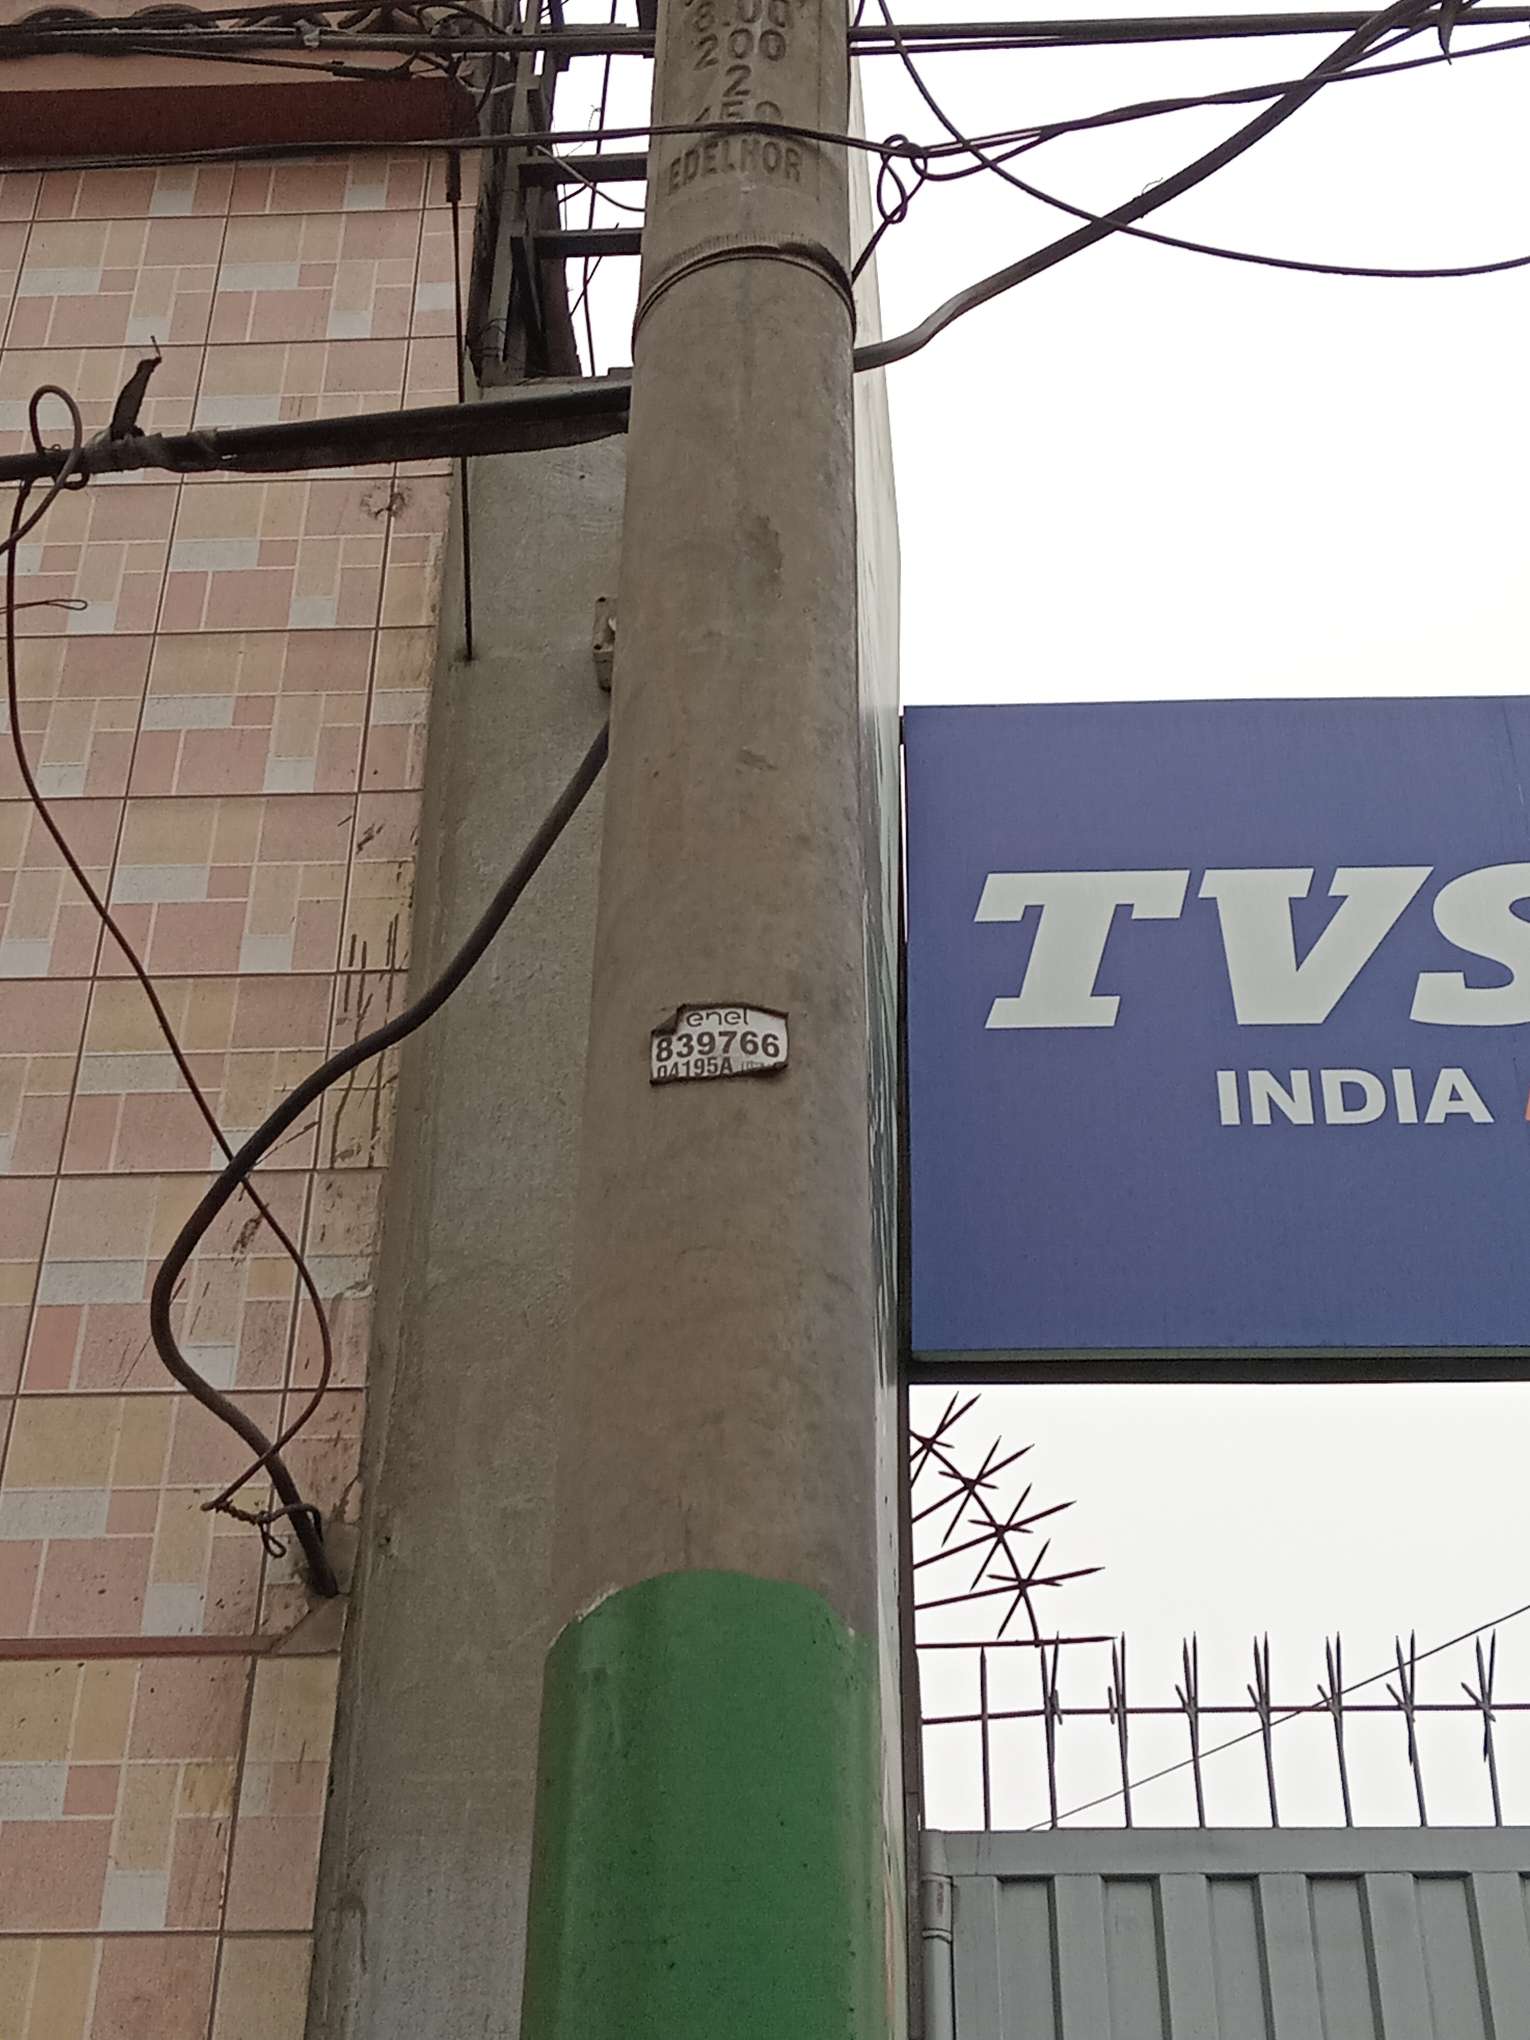 200
2
EDELNOR
enel
839766
04195A
TVS
INDIA